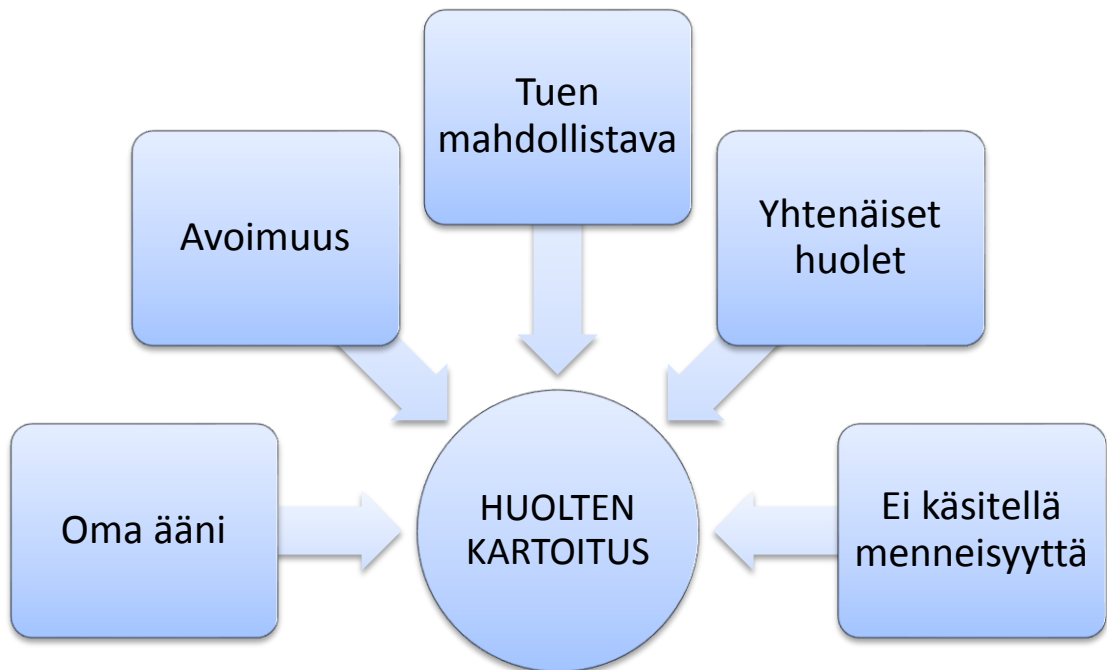 Tuen
mahdollistava
Avoimuus
Yhtenäiset
huolet
Oma ääni
HUOLTEN
KARTOITUS
Ei käsitellä
menneisyyttä